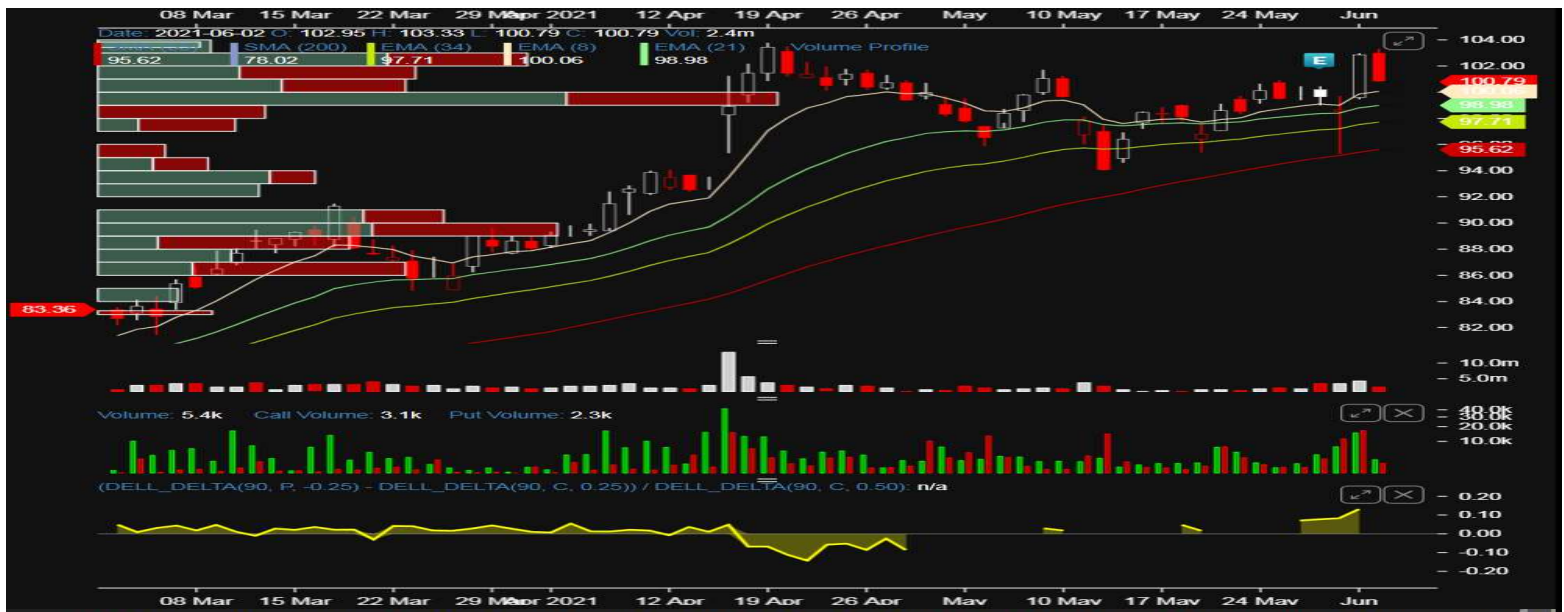 08 Mar 15 Mar 22 Mar 29 Mar Apr 2021 12 Apr 19 Apr 26 Apr May 10 May 17 May 24 May Jun
Date: 2021-06-02 O: 102.95 H: 103.33 L: 100.79 C: 100.79 Vol: 2.4m
SMA (200) EMA (34) EMA (8) EMA (21) Volume Profile
95.62 78.02 97.71 100.06 98.98
104.00
E
102.00
100.79
100.06
98.98
97.71
95.62
94.00
92.00
90.00
88.00
86.00
84.00
83.36
82.00
10.0m
5.0m
Volume: 5.4k Call Volume: 3.1k Put Volume: 2.3k
40.0k
30.0k
20.0k
10.0k
(DELL_DELTA(90, P, -0.25) - DELL_DELTA(90, C, 0.25)) / DELL_DELTA(90, C, 0.50): n/a
0.20
0.10
0.00
-0.10
-0.20
08 Mar 15 Mar 22 Mar 29 Mar Apr 2021 12 Apr 19 Apr 26 Apr May 10 May 17 May 24 May Jun